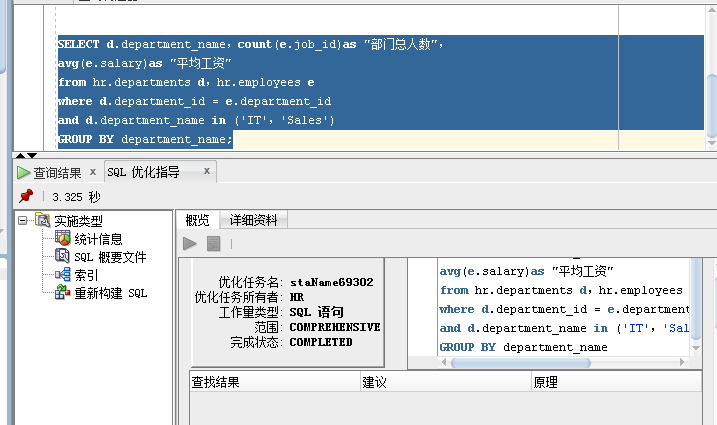 SELECT d.department_name, count(e.job_id)as "部门总人数",
avg(e.salary)as "平均工资"
from hr.departments d, hr.employees e
where d.department_id = e.department_id
and d.department_name in ('IT', 'Sales')
GROUP BY department_name;
查询结果 x SQL 优化指导 x
3.325 秒
实施类型
统计信息
SQL 概要文件
索引
重新构建 SQL
概览 详细资料
优化任务名: staName69302
优化任务所有者: HR
工作量类型: SQL 语句
范围: COMPREHENSIVE
完成状态: COMPLETED
avg(e.salary)as "平均工资"
from hr.departments d, hr.employees
where d.department_id = e.department
and d.department_name in ('IT', 'Sal
GROUP BY department_name
查找结果 建议 原理